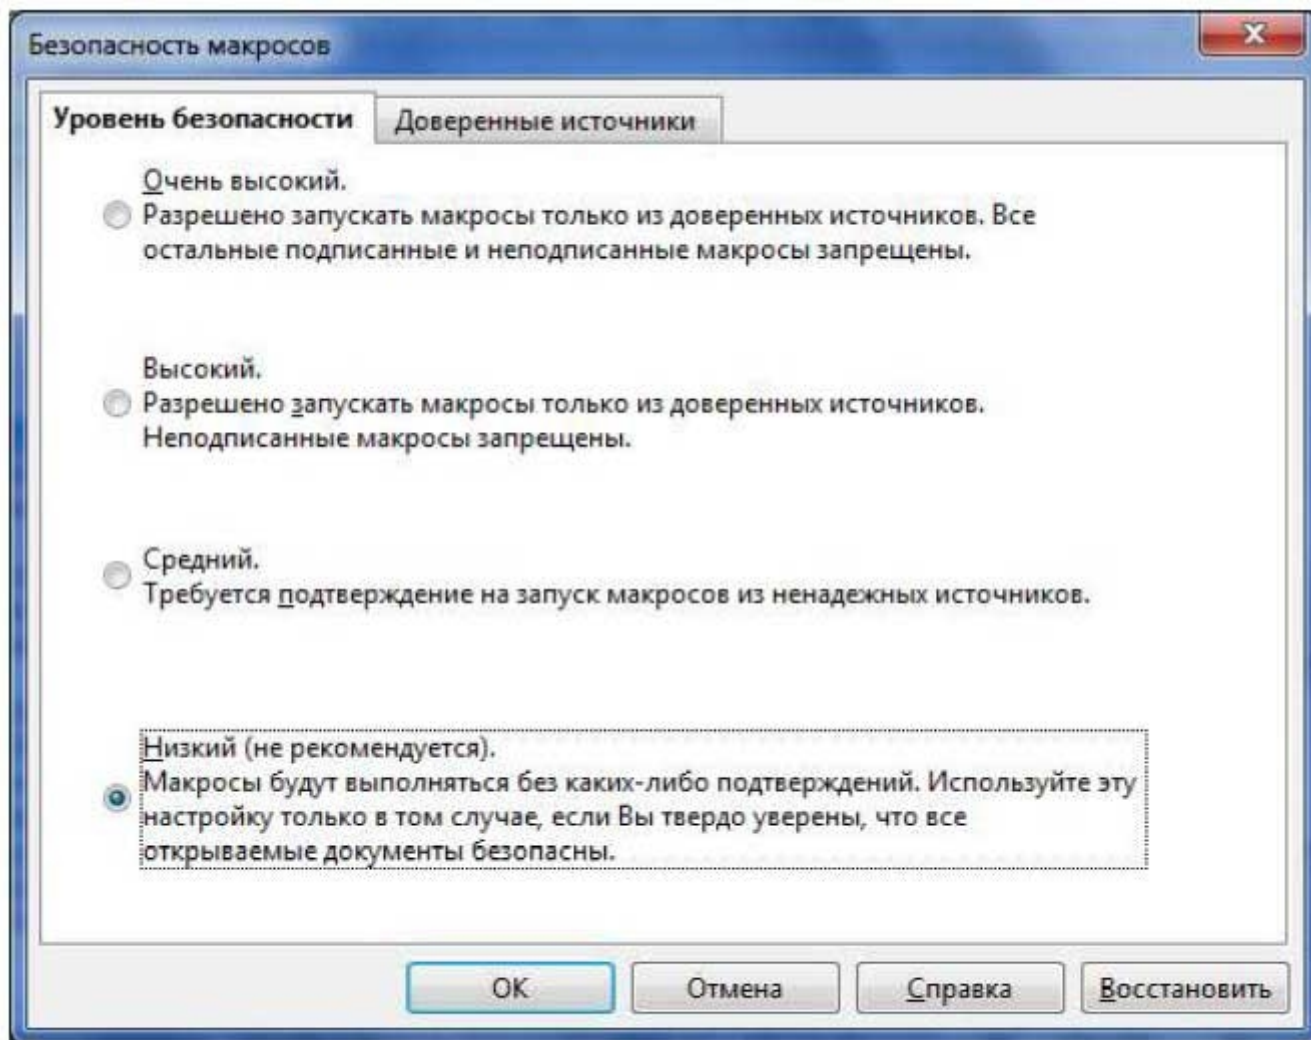 Безопасность макросов
Уровень безопасности
Доверенные источники
Очень высокий.
Разрешено запускать макросы только из доверенных источников. Все
остальные подписанные и неподписанные макросы запрещены.
Высокий.
Разрешено запускать макросы только из доверенных источников.
Неподписанные макросы запрещены.
Средний.
Требуется подтверждение на запуск макросов из ненадежных источников.
Низкий (не рекомендуется).
Макросы будут выполняться без каких-либо подтверждений. Используйте эту
настройку только в том случае, если Вы твердо уверены, что все
открываемые документы безопасны.
ОК
Отмена
Справка
Восстановить